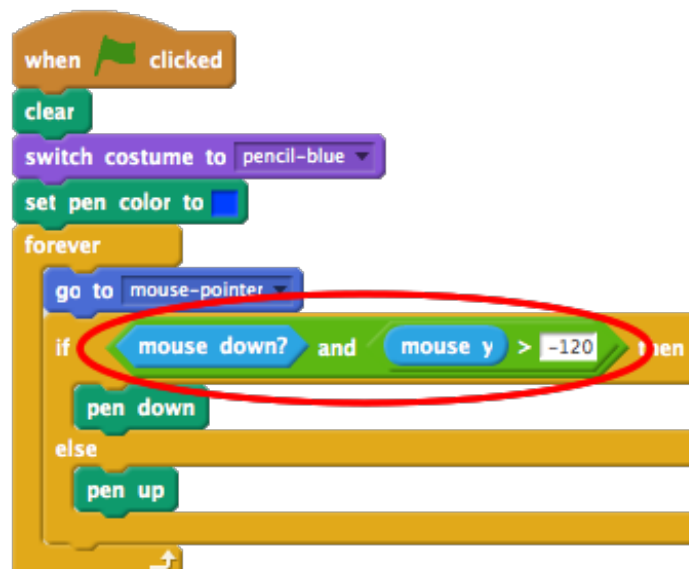 when clicked
clear
switch costume to pencil-blue
set pen color to
forever
go to mouse-pointer
if mouse down? and mouse y > -120 then
pen down
else
pen up